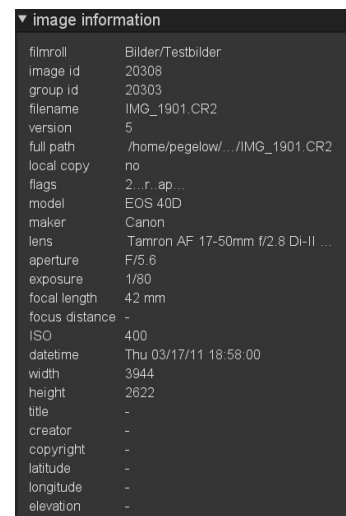 ▼ image information
filmroll Bilder/Testbilder
image id 20308
group id 20303
filename IMG_1901.CR2
version 5
full path /home/pegelow/.../IMG_1901.CR2
local copy no
flags 2...r..ap...
model EOS 40D
maker Canon
lens Tamron AF 17-50mm f/2.8 Di-II ...
aperture F/5.6
exposure 1/80
focal length 42 mm
focus distance -
ISO 400
datetime Thu 03/17/11 18:58:00
width 3944
height 2622
title -
creator -
copyright -
latitude -
longitude -
elevation -